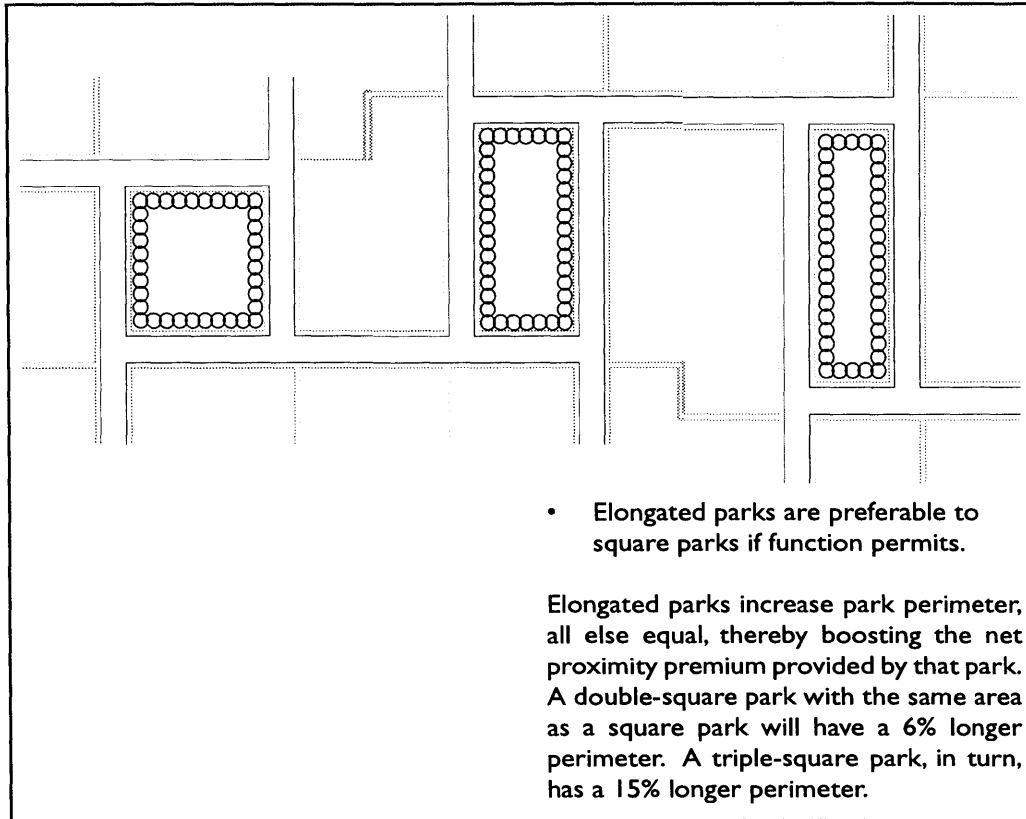 • Elongated parks are preferable to
square parks if function permits.
Elongated parks increase park perimeter,
all else equal, thereby boosting the net
proximity premium provided by that park.
A double-square park with the same area
as a square park will have a 6% longer
perimeter. A triple-square park, in turn,
has a 15% longer perimeter.